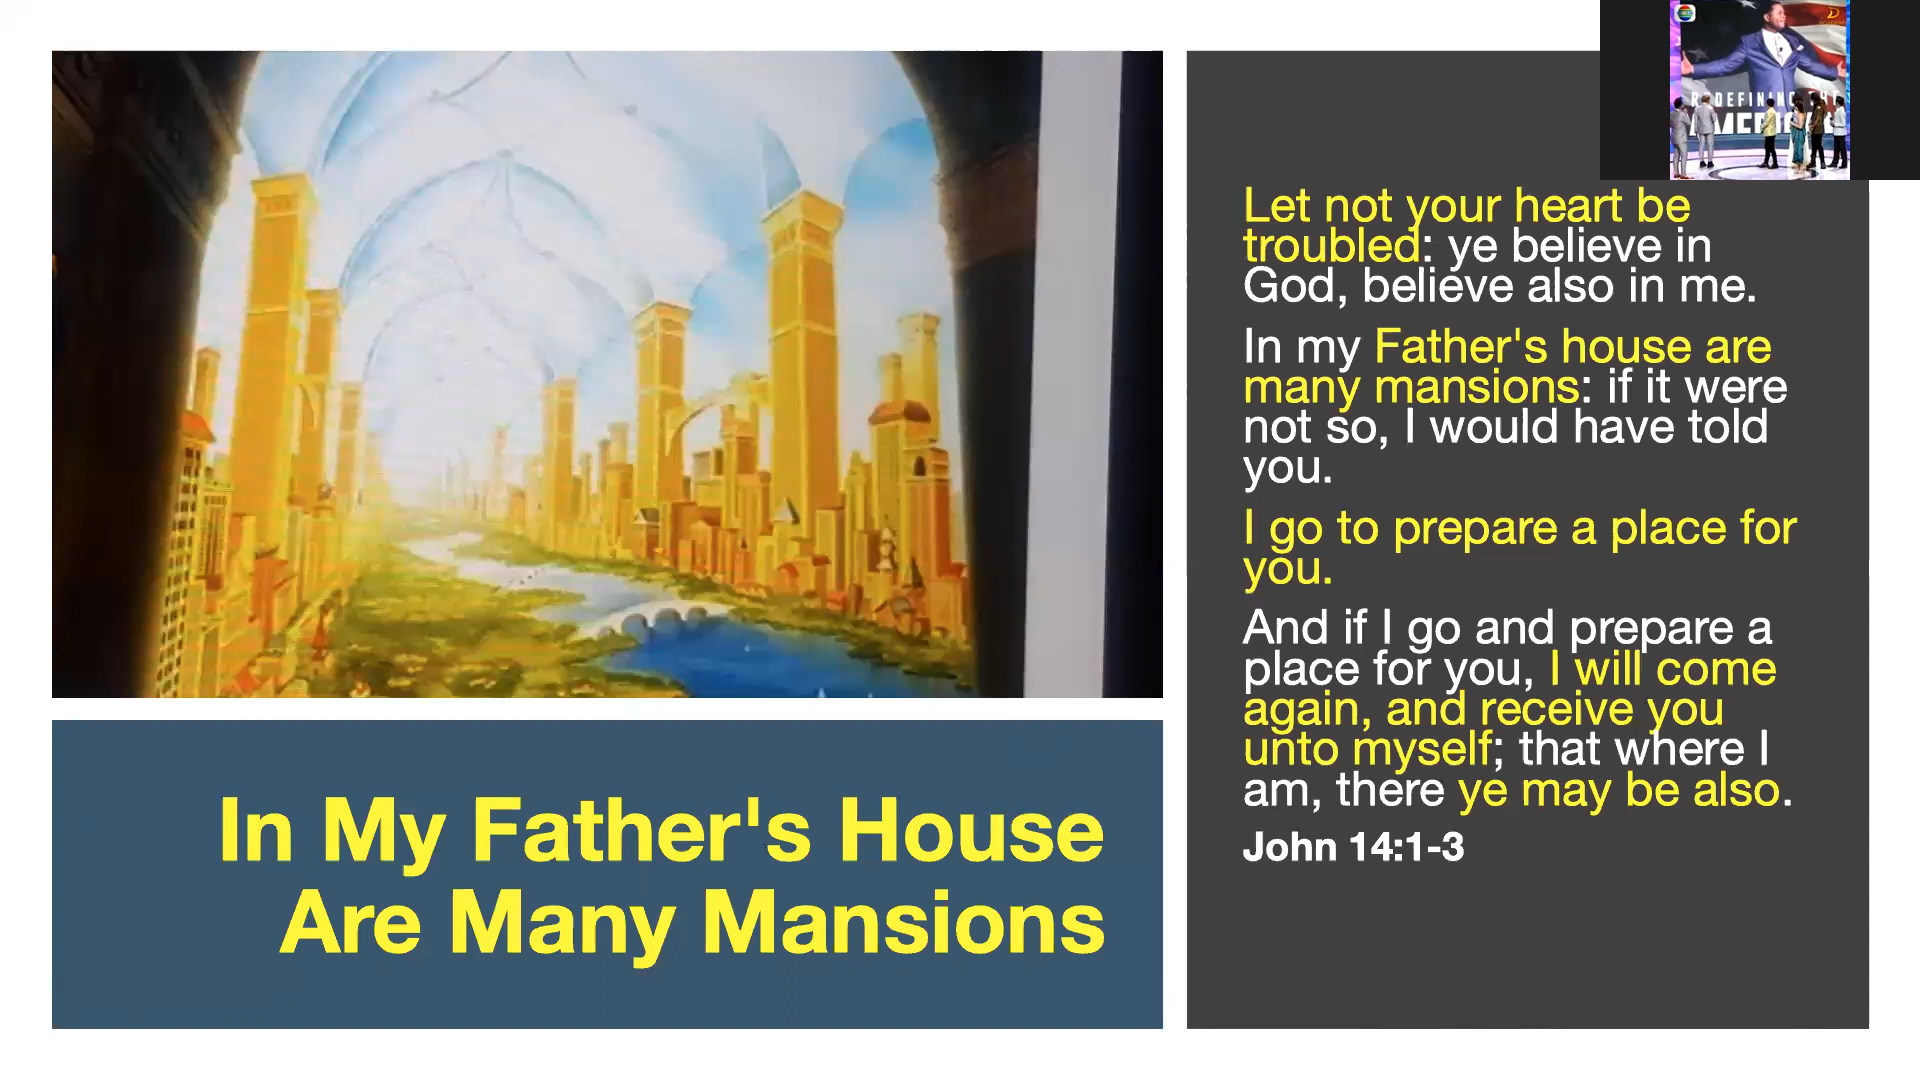 REDEFINING THE
Let not your heart be
troubled: ye believe in
God, believe also in me.
In my Father's house are
many mansions: if it were
not so, I would have told
you.
I go to prepare a place for
you.
And if I go and prepare a
place for you, I will come
again, and receive you
unto myself; that where I
am, there ye may be also.
John 14:1-3
In My Father's House
Are Many Mansions